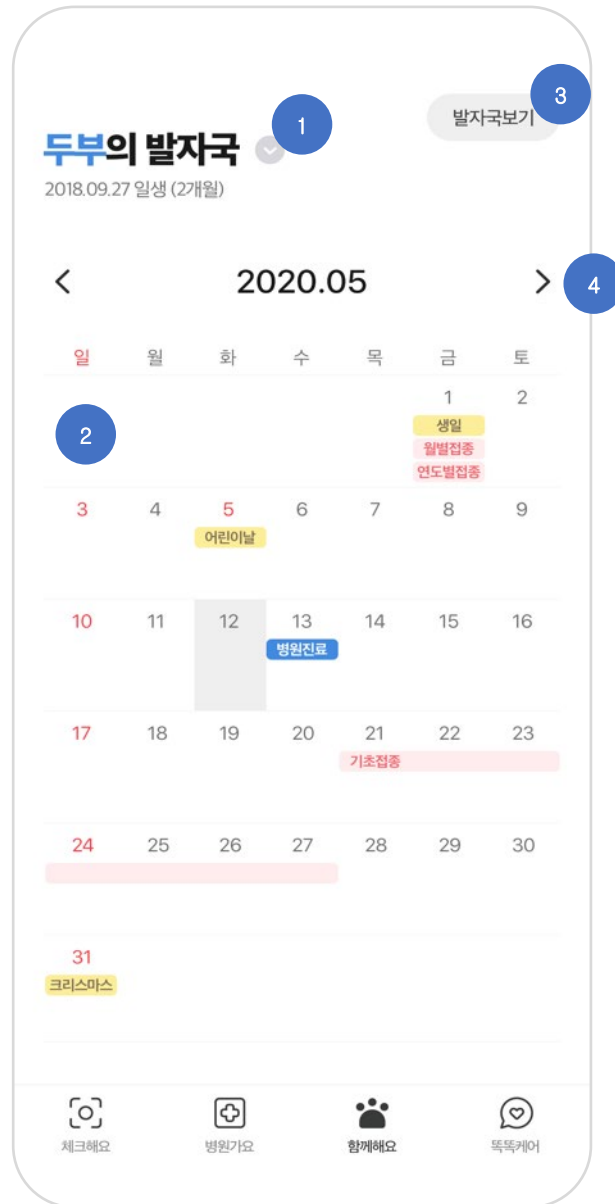 3
발자국보기
1
두부의 발자국
2018.09.27 일생 (2개월)
2020.05
4
일 월 화 수 목 금 토
1 2
2
생일
월별접종
연도별접종
3 4 5 6 7 8 9
어린이날
10 11 12 13 14 15 16
병원진료
17 18 19 20 21 22 23
기초접종
24 25 26 27 28 29 30
31
크리스마스
체크해요 병원가요 함께해요 똑똑케어